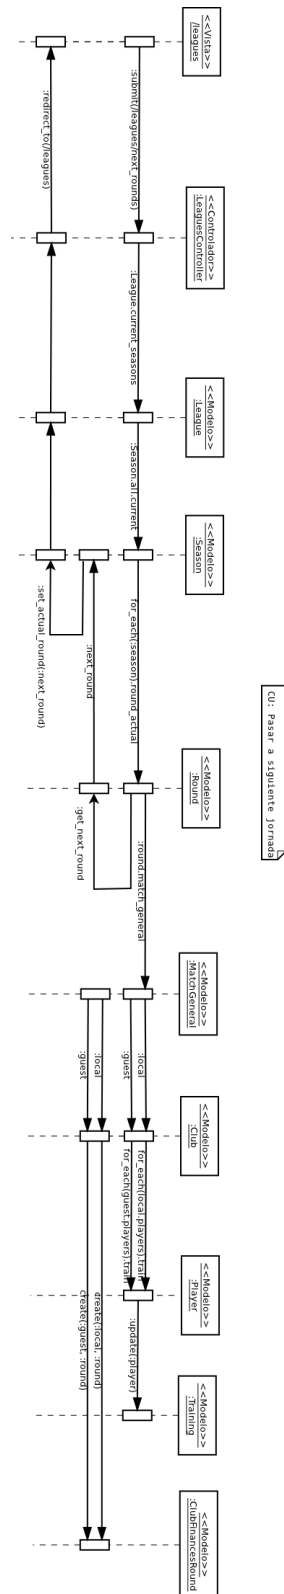 CU: Pasar a siguiente jornada
<<Vista>>
/leagues
<<Controlador>>
:LeaguesController
<<Modelo>>
:League
<<Modelo>>
:Season
<<Modelo>>
:Round
<<Modelo>>
:MatchGeneral
<<Modelo>>
:Club
<<Modelo>>
:Player
<<Modelo>>
:Training
<<Modelo>>
:ClubFinancesRound
:submit(/leagues/next_rounds)
:League.current_seasons
:Season.all.current
for_each(:season).round_actual
:round.match_general
:local
:guest
for_each(local.players).train
for_each(guest.players).train
:update(:player)
:get_next_round
:next_round
:set_actual_round(:next_round)
:local
:guest
create(:local, :round)
create(:guest, :round)
:redirect_to(/leagues)